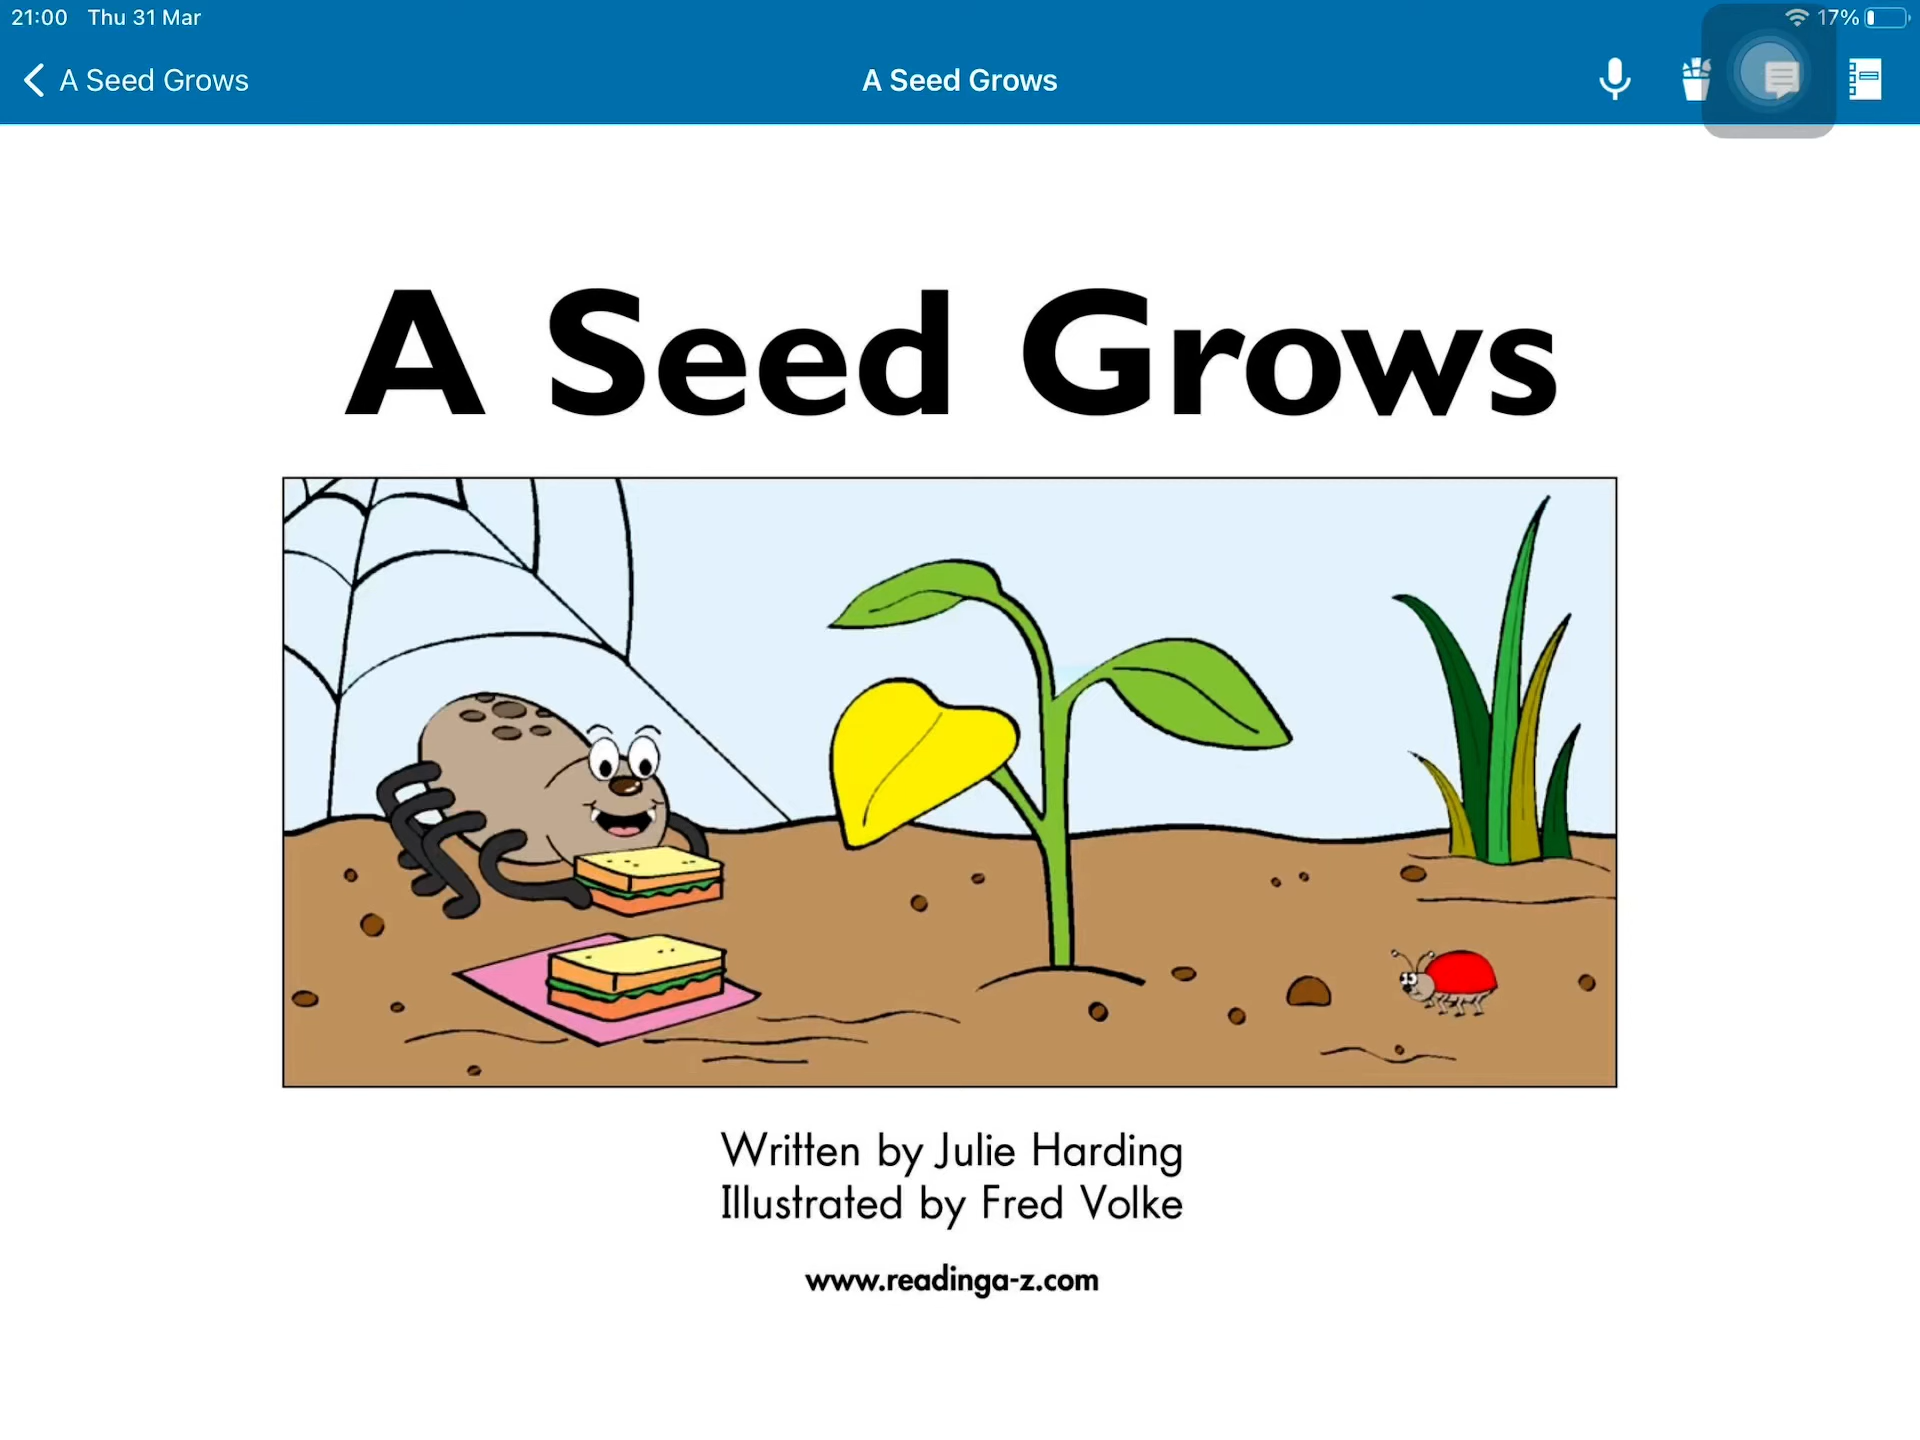 21:00 Thu 31 Mar 17%
A Seed Grows
A Seed Grows
A Seed Grows
Written by Julie Harding
Illustrated by Fred Volke
www.readinga-z.com